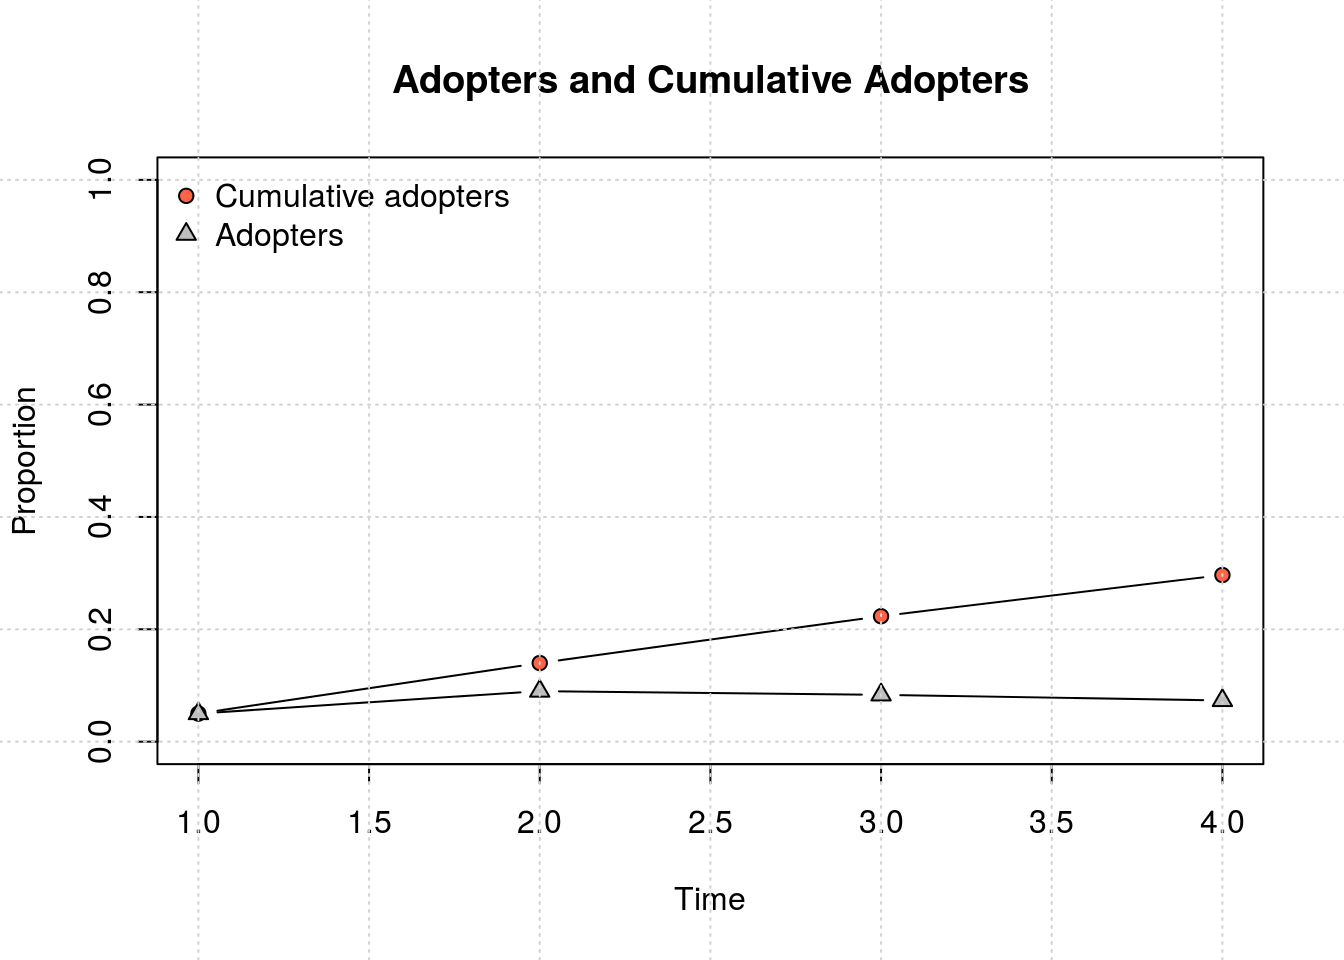 Adopters and Cumulative Adopters
Cumulative adopters
Adopters
1.0
0.8
0.6
0.4
0.2
0.0
Proportion
1.0 1.5 2.0 2.5 3.0 3.5 4.0
Time